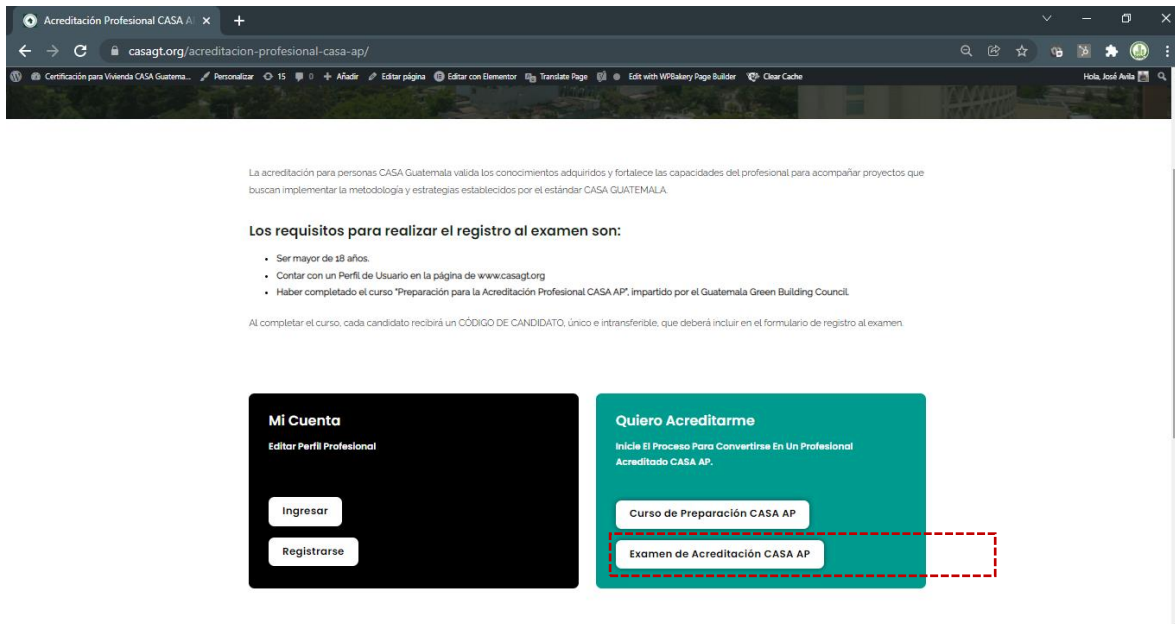 Acreditación Profesional CASA A
casagt.org/acreditacion-profesional-casa-ap/
Certificación para Vivienda CASA Guatema... Personalizar 15 0 Añadir Editar página Editar con Elementor Translate Page Edit with WPBakery Page Builder Clear Cache Hola, José Avila
La acreditación para personas CASA Guatemala valida los conocimientos adquiridos y fortalece las capacidades del profesional para acompañar proyectos que
buscan implementar la metodología y estrategias establecidos por el estándar CASA GUATEMALA.
Los requisitos para realizar el registro al examen son:
• Ser mayor de 18 años.
• Contar con un Perfil de Usuario en la página de www.casagt.org
• Haber completado el curso "Preparación para la Acreditación Profesional CASA AP", impartido por el Guatemala Green Building Council.
Al completar el curso, cada candidato recibirá un CÓDIGO DE CANDIDATO, único e intransferible, que deberá incluir en el formulario de registro al examen.
Mi Cuenta
Editar Perfil Profesional
Ingresar
Registrarse
Quiero Acreditarme
Inicie El Proceso Para Convertirse En Un Profesional
Acreditado CASA AP.
Curso de Preparación CASA AP
Examen de Acreditación CASA AP